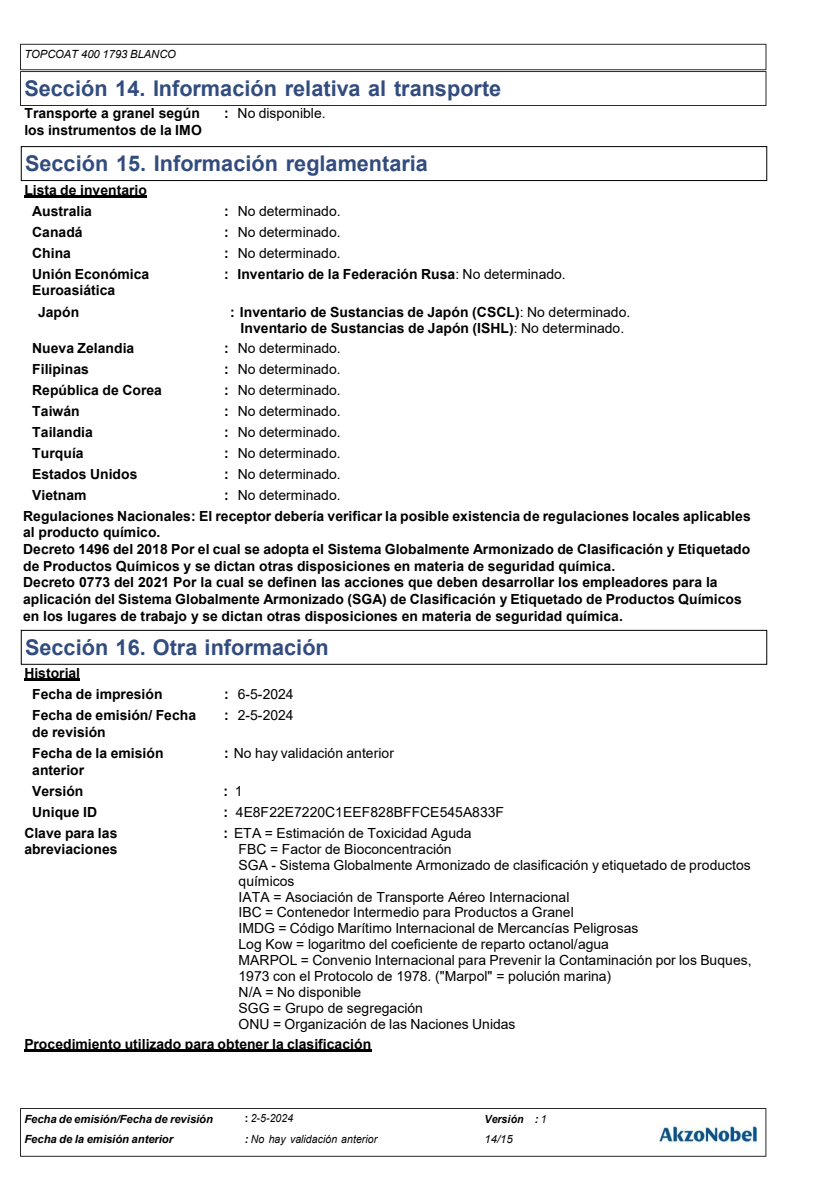 TOPCOAT 400 1793 BLANCO
Sección 14. Información relativa al transporte
Transporte a granel según : No disponible.
los instrumentos de la IMO
Sección 15. Información reglamentaria
Lista de inventario
Australia : No determinado.
Canadá : No determinado.
China : No determinado.
Unión Económica : Inventario de la Federación Rusa: No determinado.
Euroasiática
Japón : Inventario de Sustancias de Japón (CSCL): No determinado.
Inventario de Sustancias de Japón (ISHL): No determinado.
Nueva Zelandia : No determinado.
Filipinas : No determinado.
República de Corea : No determinado.
Taiwán : No determinado.
Tailandia : No determinado.
Turquía : No determinado.
Estados Unidos : No determinado.
Vietnam : No determinado.
Regulaciones Nacionales: El receptor debería verificar la posible existencia de regulaciones locales aplicables
al producto químico.
Decreto 1496 del 2018 Por el cual se adopta el Sistema Globalmente Armonizado de Clasificación y Etiquetado
de Productos Químicos y se dictan otras disposiciones en materia de seguridad química.
Decreto 0773 del 2021 Por la cual se definen las acciones que deben desarrollar los empleadores para la
aplicación del Sistema Globalmente Armonizado (SGA) de Clasificación y Etiquetado de Productos Químicos
en los lugares de trabajo y se dictan otras disposiciones en materia de seguridad química.
Sección 16. Otra información
Historial
Fecha de impresión : 6-5-2024
Fecha de emisión/ Fecha : 2-5-2024
de revisión
Fecha de la emisión : No hay validación anterior
anterior
Versión : 1
Unique ID : 4E8F22E7220C1EEF828BFFCE545A833F
Clave para las : ETA = Estimación de Toxicidad Aguda
abreviaciones FBC = Factor de Bioconcentración
SGA - Sistema Globalmente Armonizado de clasificación y etiquetado de productos
químicos
IATA = Asociación de Transporte Aéreo Internacional
IBC = Contenedor Intermedio para Productos a Granel
IMDG = Código Marítimo Internacional de Mercancías Peligrosas
Log Kow = logaritmo del coeficiente de reparto octanol/agua
MARPOL = Convenio Internacional para Prevenir la Contaminación por los Buques,
1973 con el Protocolo de 1978. ("Marpol" = polución marina)
N/A = No disponible
SGG = Grupo de segregación
ONU = Organización de las Naciones Unidas
Procedimiento utilizado para obtener la clasificación
Fecha de emisión/Fecha de revisión : 2-5-2024 Versión : 1
Fecha de la emisión anterior : No hay validación anterior 14/15 AkzoNobel